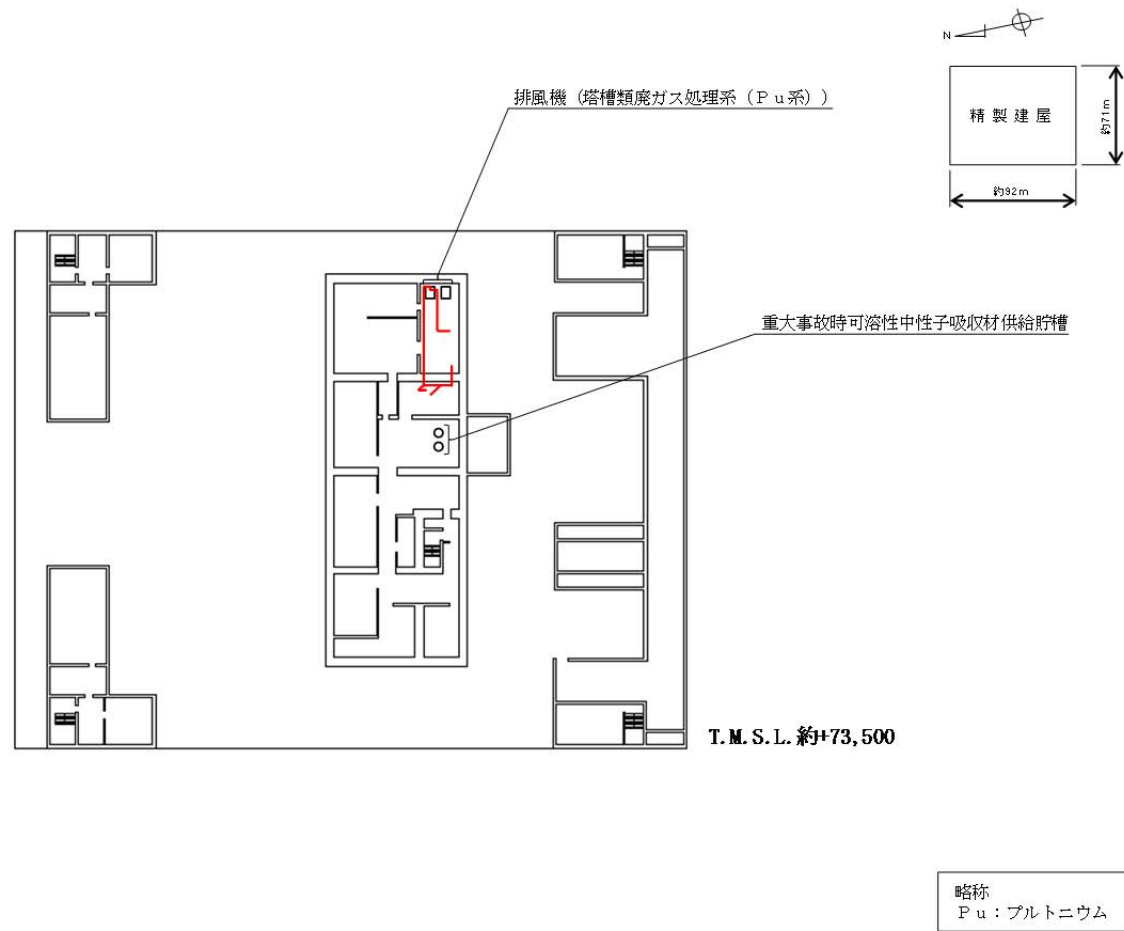 N
排風機（塔槽類廃ガス処理系（Ｐｕ系））
精製建屋
約71m
約92m
重大事故時可溶性中性子吸収材供給貯槽
T.M.S.L.約+73,500
略称
Ｐｕ：プルトニウム